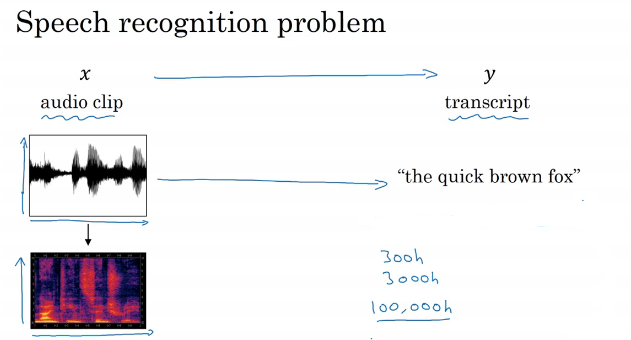 Speech recognition problem
x y
audio clip transcript
“the quick brown fox”
300h
3000h
100,000h